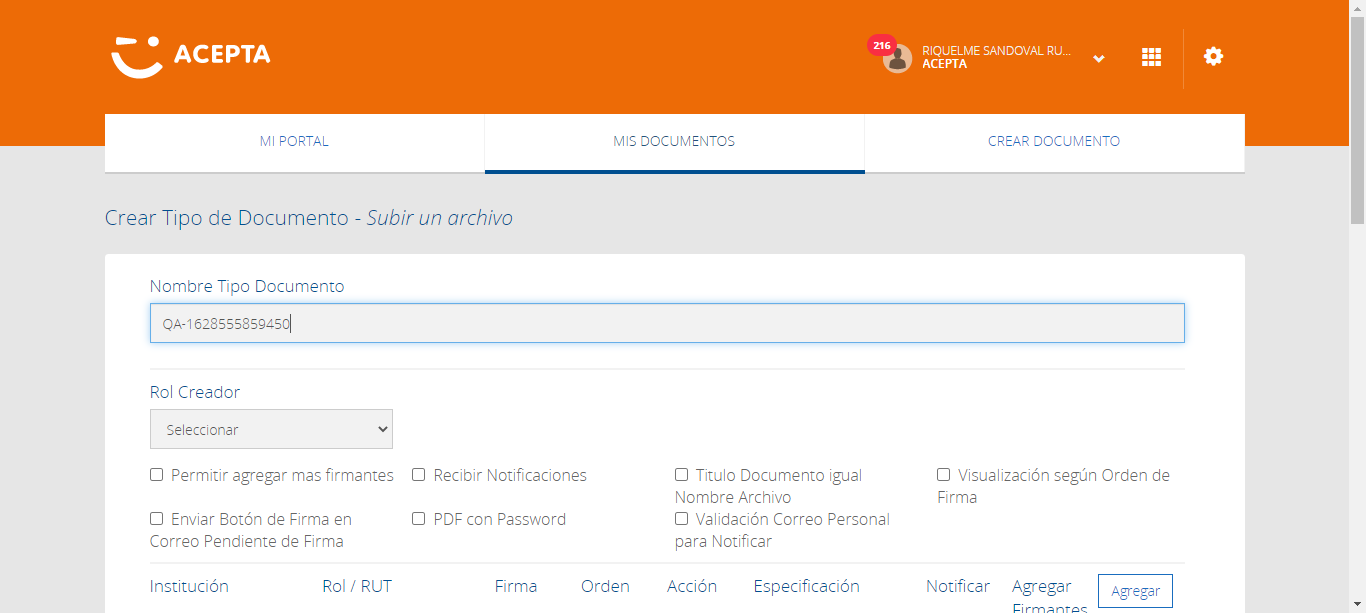 ACEPTA
216
RIQUELME SANDOVAL RU...
ACEPTA
MI PORTAL
MIS DOCUMENTOS
CREAR DOCUMENTO
Crear Tipo de Documento - Subir un archivo
Nombre Tipo Documento
QA-1628555859450
Rol Creador
Seleccionar
Permitir agregar mas firmantes
Recibir Notificaciones
Titulo Documento igual
Nombre Archivo
Visualización según Orden de
Firma
Enviar Botón de Firma en
Correo Pendiente de Firma
PDF con Password
Validación Correo Personal
para Notificar
Institución
Rol / RUT
Firma
Orden
Acción
Especificación
Notificar
Agregar
Firmantes
Agregar